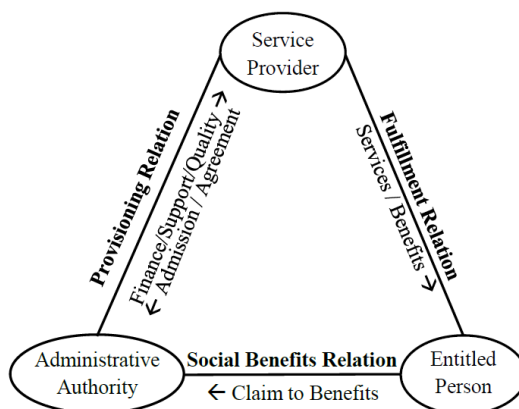 Service
Provider
Provisioning Relation
Finance/Support/Quality →
← Admission / Agreement
Fulfillment Relation
Services / Benefits →
Administrative
Authority
Social Benefits Relation
← Claim to Benefits
Entitled
Person